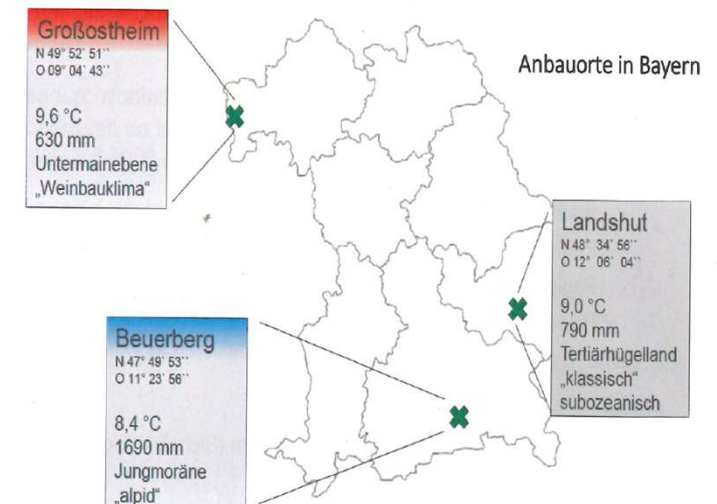 Anbauorte in Bayern
Großostheim
N 49° 52` 51``
O 09° 04` 43``
9,6 °C
630 mm
Untermainebene
„Weinbauklima“
Landshut
N 48° 34` 56``
O 12° 06` 04``
9,0 °C
790 mm
Tertiärhügelland
„klassisch“
subozeanisch
Beuerberg
N 47° 49` 53``
O 11° 23` 56``
8,4 °C
1690 mm
Jungmoräne
„alpid“